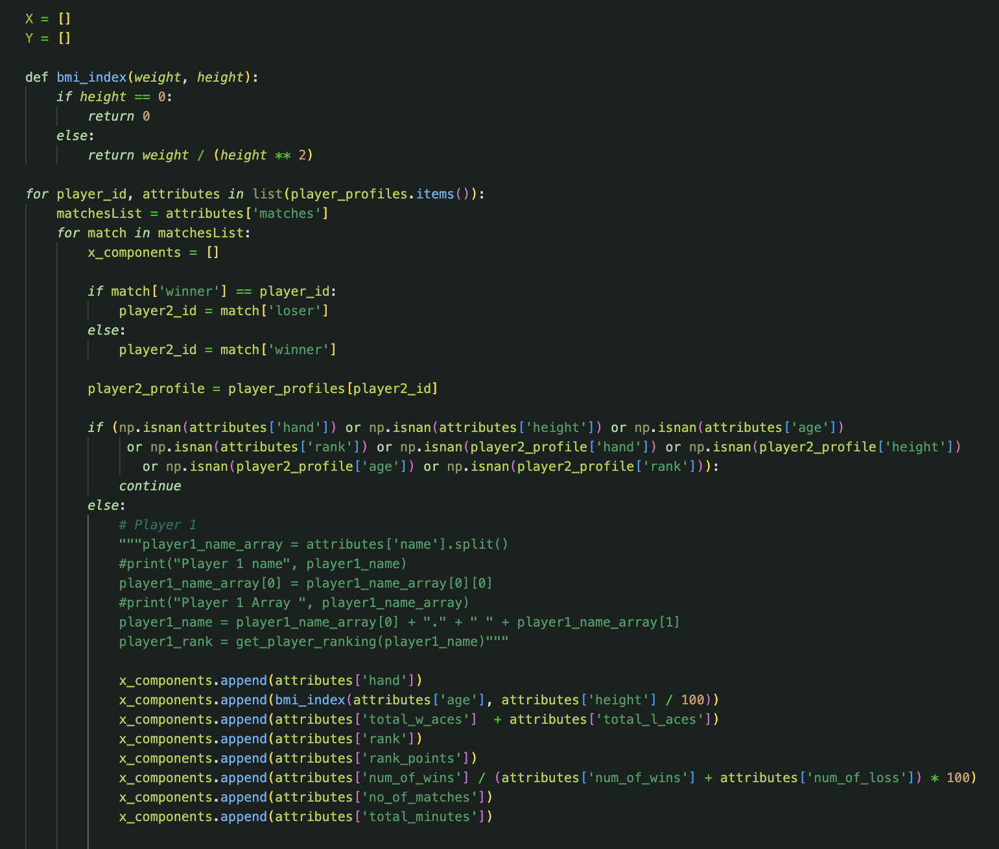 X = []
Y = []
def bmi_index(weight, height):
if height == 0:
return 0
else:
return weight / (height ** 2)
for player_id, attributes in list(player_profiles.items()):
matchesList = attributes['matches']
for match in matchesList:
x_components = []
if match['winner'] == player_id:
player2_id = match['loser']
else:
player2_id = match['winner']
player2_profile = player_profiles[player2_id]
if (np.isnan(attributes['hand']) or np.isnan(attributes['height']) or np.isnan(attributes['age'])
or np.isnan(attributes['rank']) or np.isnan(player2_profile['hand']) or np.isnan(player2_profile['height'])
or np.isnan(player2_profile['age']) or np.isnan(player2_profile['rank'])):
continue
else:
# Player 1
"""player1_name_array = attributes['name'].split()
#print("Player 1 name", player1_name)
player1_name_array[0] = player1_name_array[0][0]
#print("Player 1 Array ", player1_name_array)
player1_name = player1_name_array[0] + "." + " " + player1_name_array[1]
player1_rank = get_player_ranking(player1_name)"""
x_components.append(attributes['hand'])
x_components.append(bmi_index(attributes['age'], attributes['height'] / 100))
x_components.append(attributes['total_w_aces']  + attributes['total_l_aces'])
x_components.append(attributes['rank'])
x_components.append(attributes['rank_points'])
x_components.append(attributes['num_of_wins'] / (attributes['num_of_wins'] + attributes['num_of_loss']) * 100)
x_components.append(attributes['no_of_matches'])
x_components.append(attributes['total_minutes'])